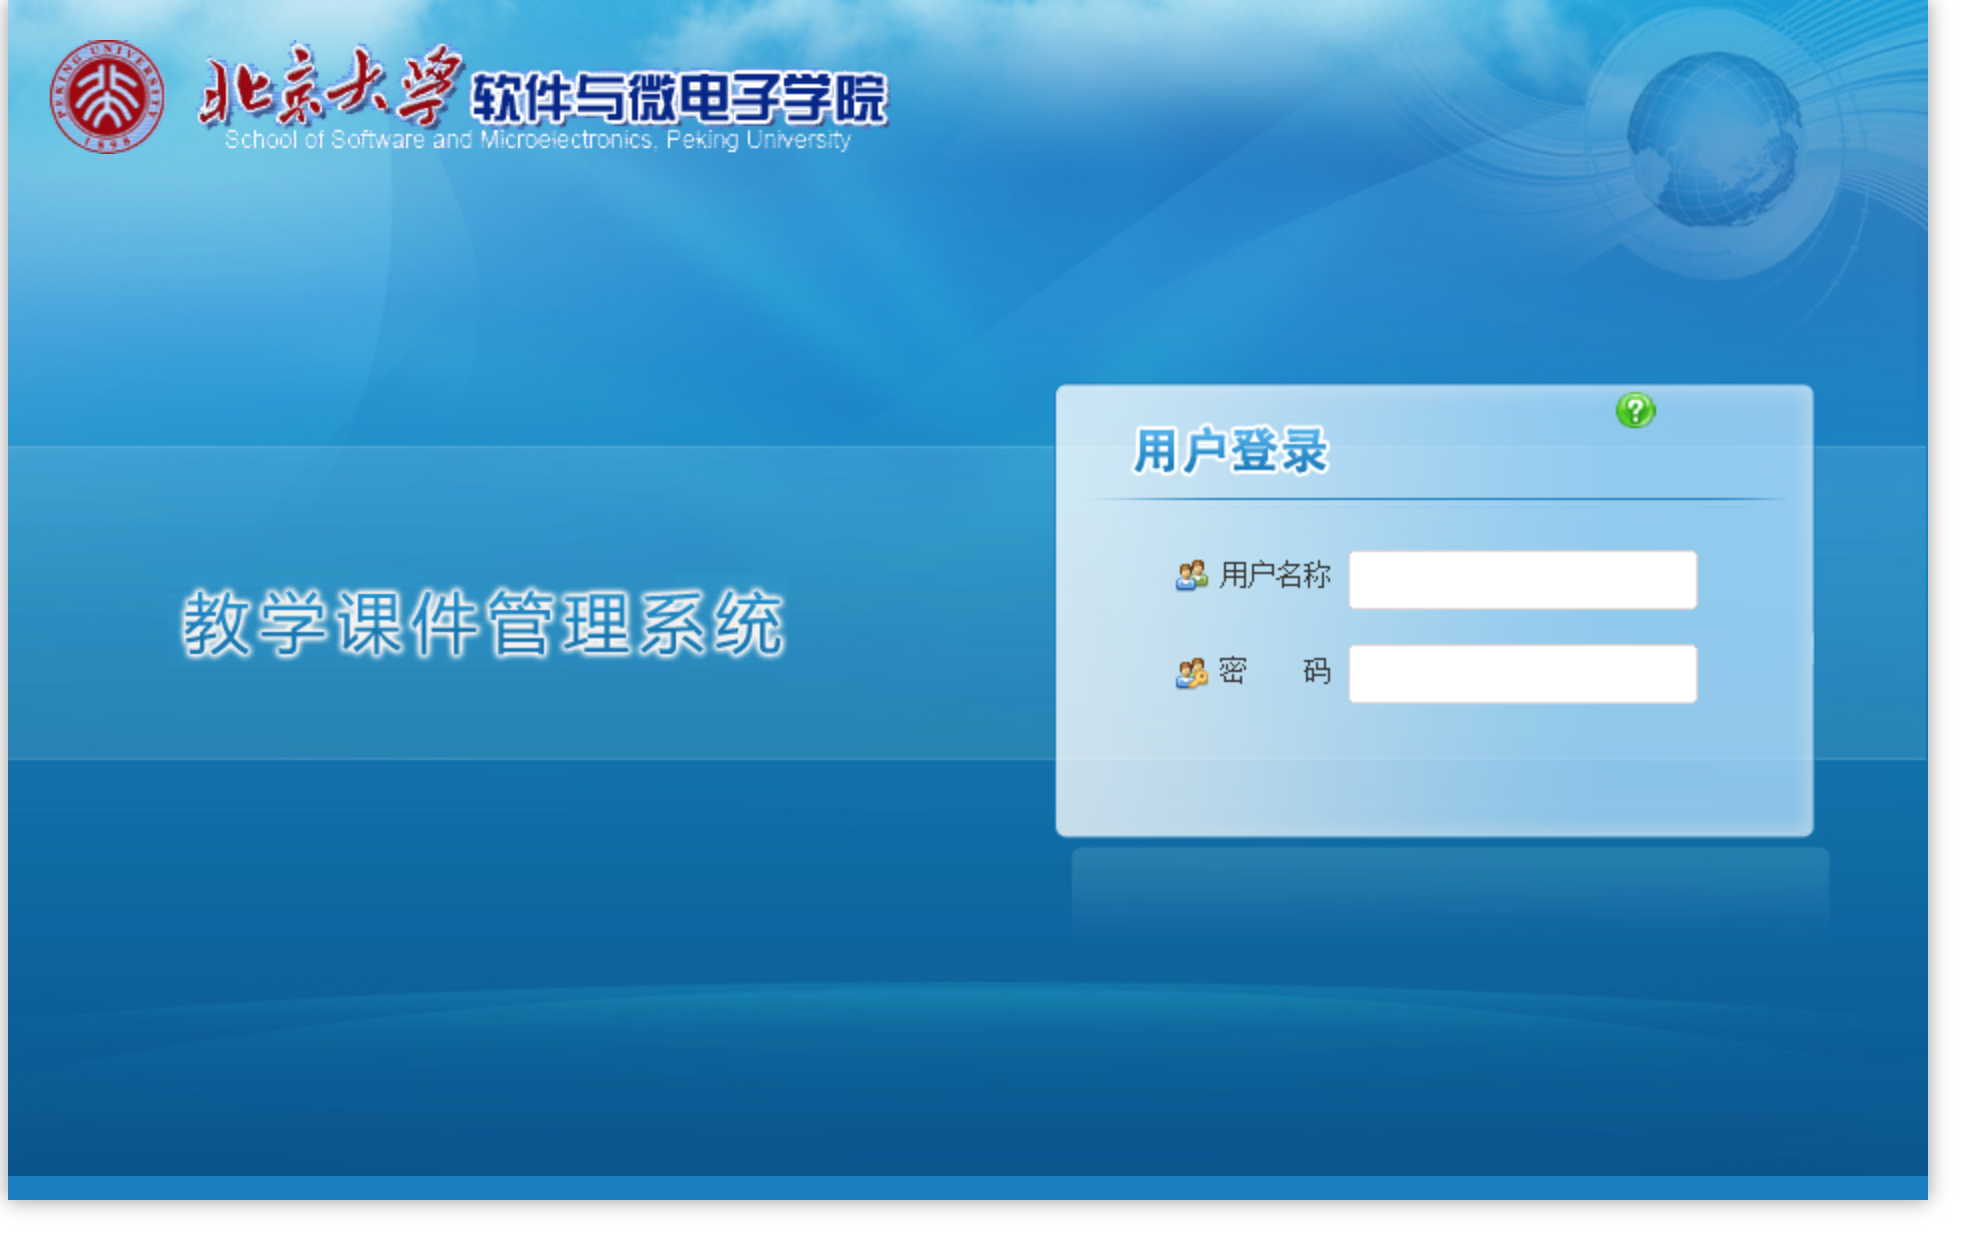 PEKING UNIVERSITY
1898
北京大学 软件与微电子学院
School of Software and Microelectronics, Peking University
用户登录
用户名称
教学课件管理系统
密 码